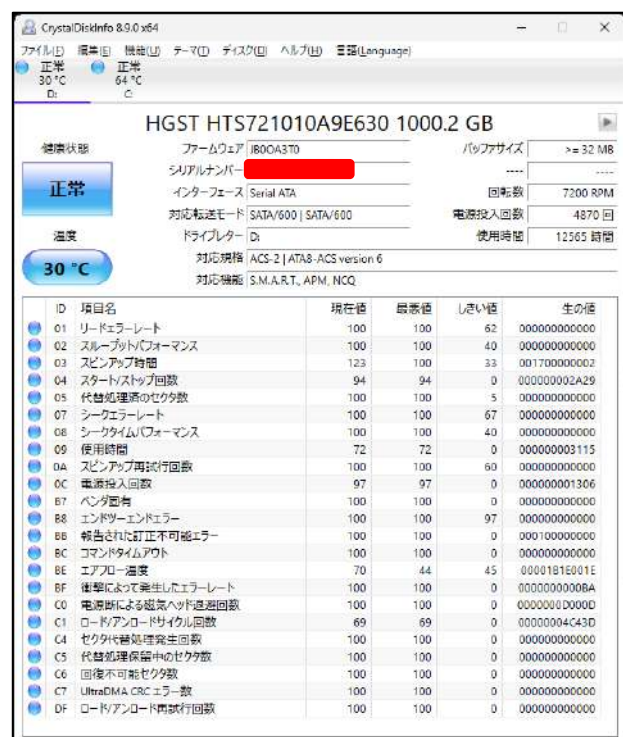 CrystalDiskInfo 8.9.0 x64
ファイル(F) 編集(E) 機能(U) テーマ(T) ディスク(D) ヘルプ(H) 言語(Language)
正常 正常
30 °C 64 °C
D: C:
HGST HTS721010A9E630 1000.2 GB
健康状態 ファームウェア JB0OA3T0 バッファサイズ >= 32 MB
シリアルナンバー ---- ----
正常 インターフェース Serial ATA 回転数 7200 RPM
対応転送モード SATA/600 | SATA/600 電源投入回数 4870 回
温度 ドライブレター D: 使用時間 12565 時間
30 °C 対応規格 ACS-2 | ATA8-ACS version 6
対応機能 S.M.A.R.T., APM, NCQ
ID 項目名 現在値 最悪値 しきい値 生の値
01 リードエラーレート 100 100 62 000000000000
02 スループットパフォーマンス 100 100 40 000000000000
03 スピンアップ時間 123 100 33 001700000002
04 スタート/ストップ回数 94 94 0 000000002A29
05 代替処理済のセクタ数 100 100 5 000000000000
07 シークエラーレート 100 100 67 000000000000
08 シークタイムパフォーマンス 100 100 40 000000000000
09 使用時間 72 72 0 000000003115
0A スピンアップ再試行回数 100 100 60 000000000000
0C 電源投入回数 97 97 0 000000001306
B7 ベンダ固有 100 100 0 000000000000
B8 エンドツーエンドエラー 100 100 97 000000000000
BB 報告された訂正不可能エラー 100 100 0 000100000000
BC コマンドタイムアウト 100 100 0 000000000000
BE エアフロー温度 70 44 45 00001B1E001E
BF 衝撃によって発生したエラーレート 100 100 0 0000000000BA
C0 電源断による磁気ヘッド退避回数 100 100 0 0000000D000D
C1 ロード/アンロードサイクル回数 69 69 0 00000004C43D
C4 セクタ代替処理発生回数 100 100 0 000000000000
C5 代替処理保留中のセクタ数 100 100 0 000000000000
C6 回復不可能セクタ数 100 100 0 000000000000
C7 UltraDMA CRC エラー数 100 100 0 000000000000
DF ロード/アンロード再試行回数 100 100 0 000000000000